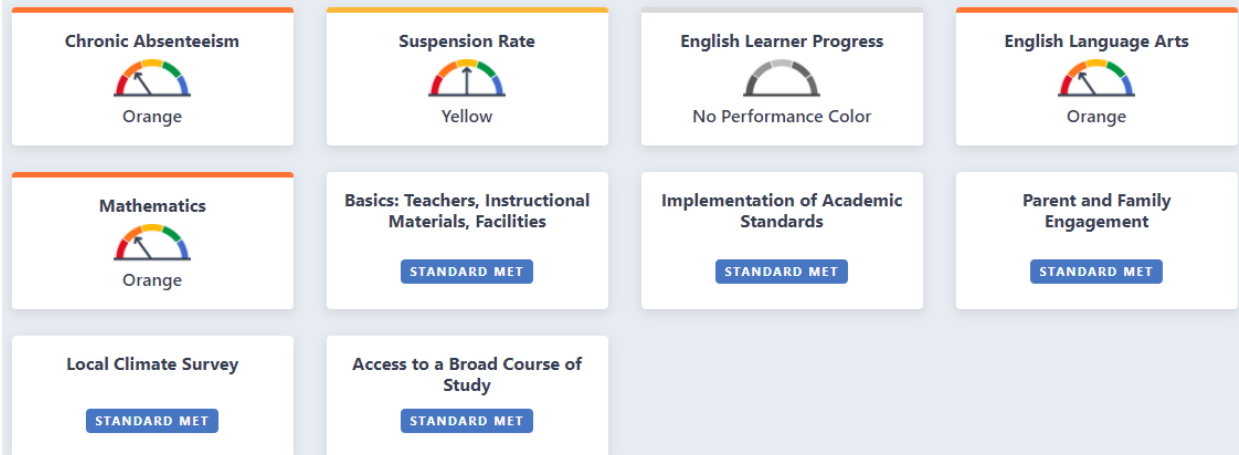 Chronic Absenteeism
Orange
Suspension Rate
Yellow
English Learner Progress
No Performance Color
English Language Arts
Orange
Mathematics
Orange
Basics: Teachers, Instructional
Materials, Facilities
STANDARD MET
Implementation of Academic
Standards
STANDARD MET
Parent and Family
Engagement
STANDARD MET
Local Climate Survey
STANDARD MET
Access to a Broad Course of
Study
STANDARD MET